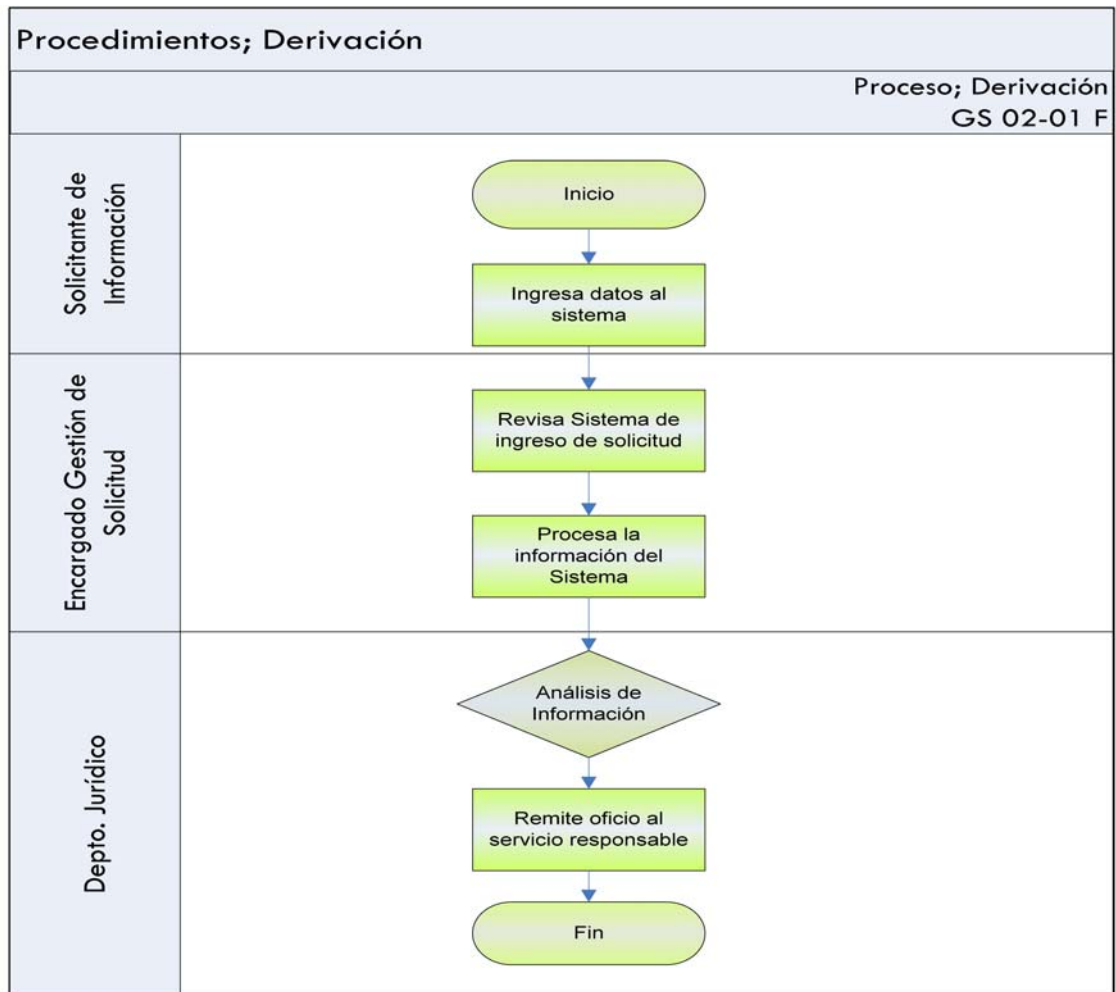 Procedimientos; Derivación
Proceso; Derivación
GS 02-01 F
Solicitante de
Información
Inicio
Ingresa datos al
sistema
Encargado Gestión de
Solicitud
Revisa Sistema de
ingreso de solicitud
Procesa la
información del
Sistema
Depto. Jurídico
Análisis de
Información
Remite oficio al
servicio responsable
Fin